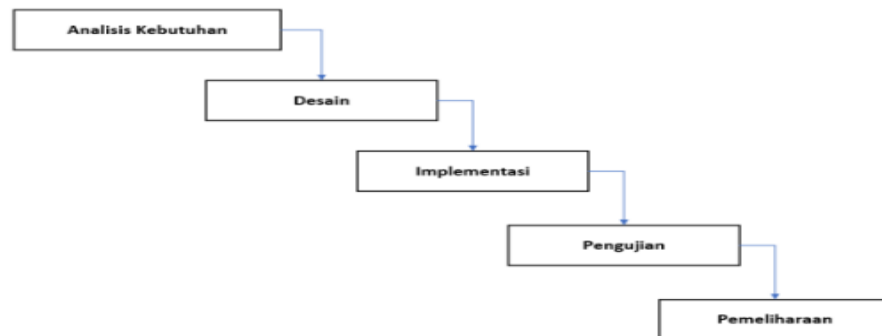 Analisis Kebutuhan
Desain
Implementasi
Pengujian
Pemeliharaan